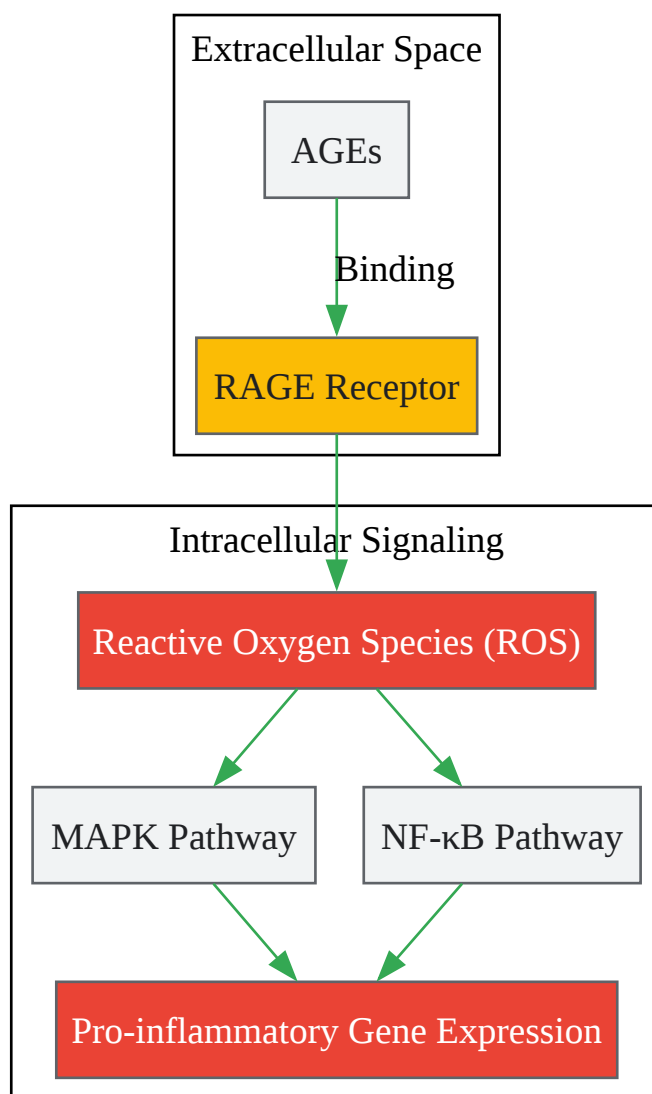 Extracellular Space
AGEs
Binding
RAGE Receptor
Intracellular Signaling
Reactive Oxygen Species (ROS)
MAPK Pathway
NF-κB Pathway
Pro-inflammatory Gene Expression